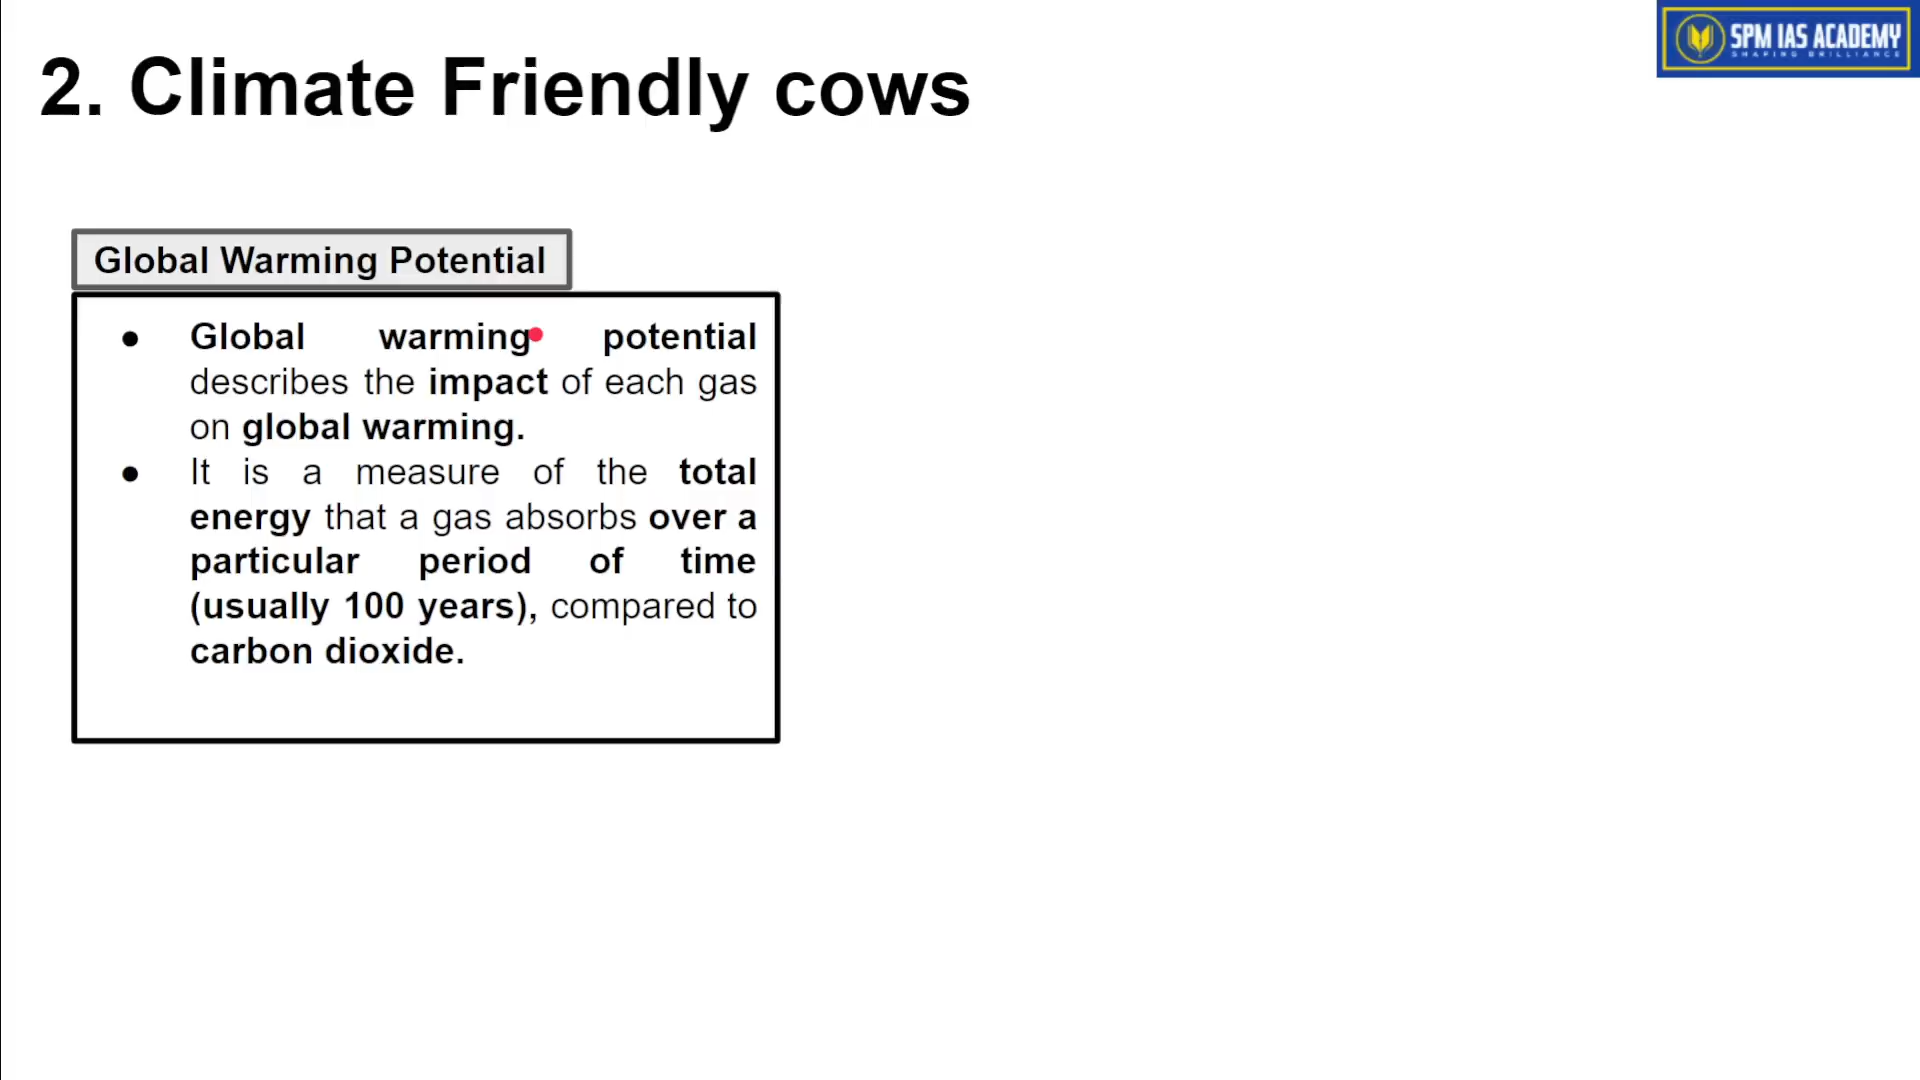 SPM IAS ACADEMY
SHAPING BRILLIANCE
2. Climate Friendly cows
Global Warming Potential
● Global warming potential
describes the impact of each gas
on global warming.
● It is a measure of the total
energy that a gas absorbs over a
particular period of time
(usually 100 years), compared to
carbon dioxide.